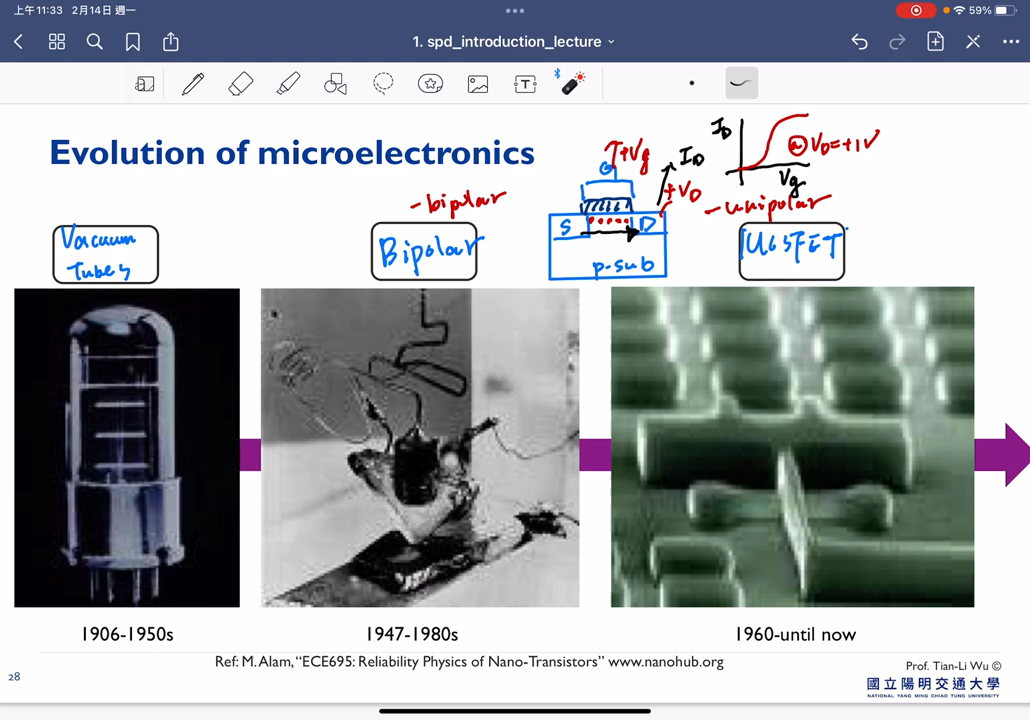 上午11:33 2月14日 週一
59%
1. spd_introduction_lecture
Evolution of microelectronics
+Vg
G
ID
+VD
S
D
p-sub
ID
@ VD=+1V
Vg
-bipolar
-unipolar
Vacuum
Tubes
Bipolar
MOSFET
1906-1950s
1947-1980s
1960-until now
Ref: M. Alam, “ECE695: Reliability Physics of Nano-Transistors” www.nanohub.org
Prof. Tian-Li Wu ©
28
國立陽明交通大學
NATIONAL YANG MING CHIAO TUNG UNIVERSITY